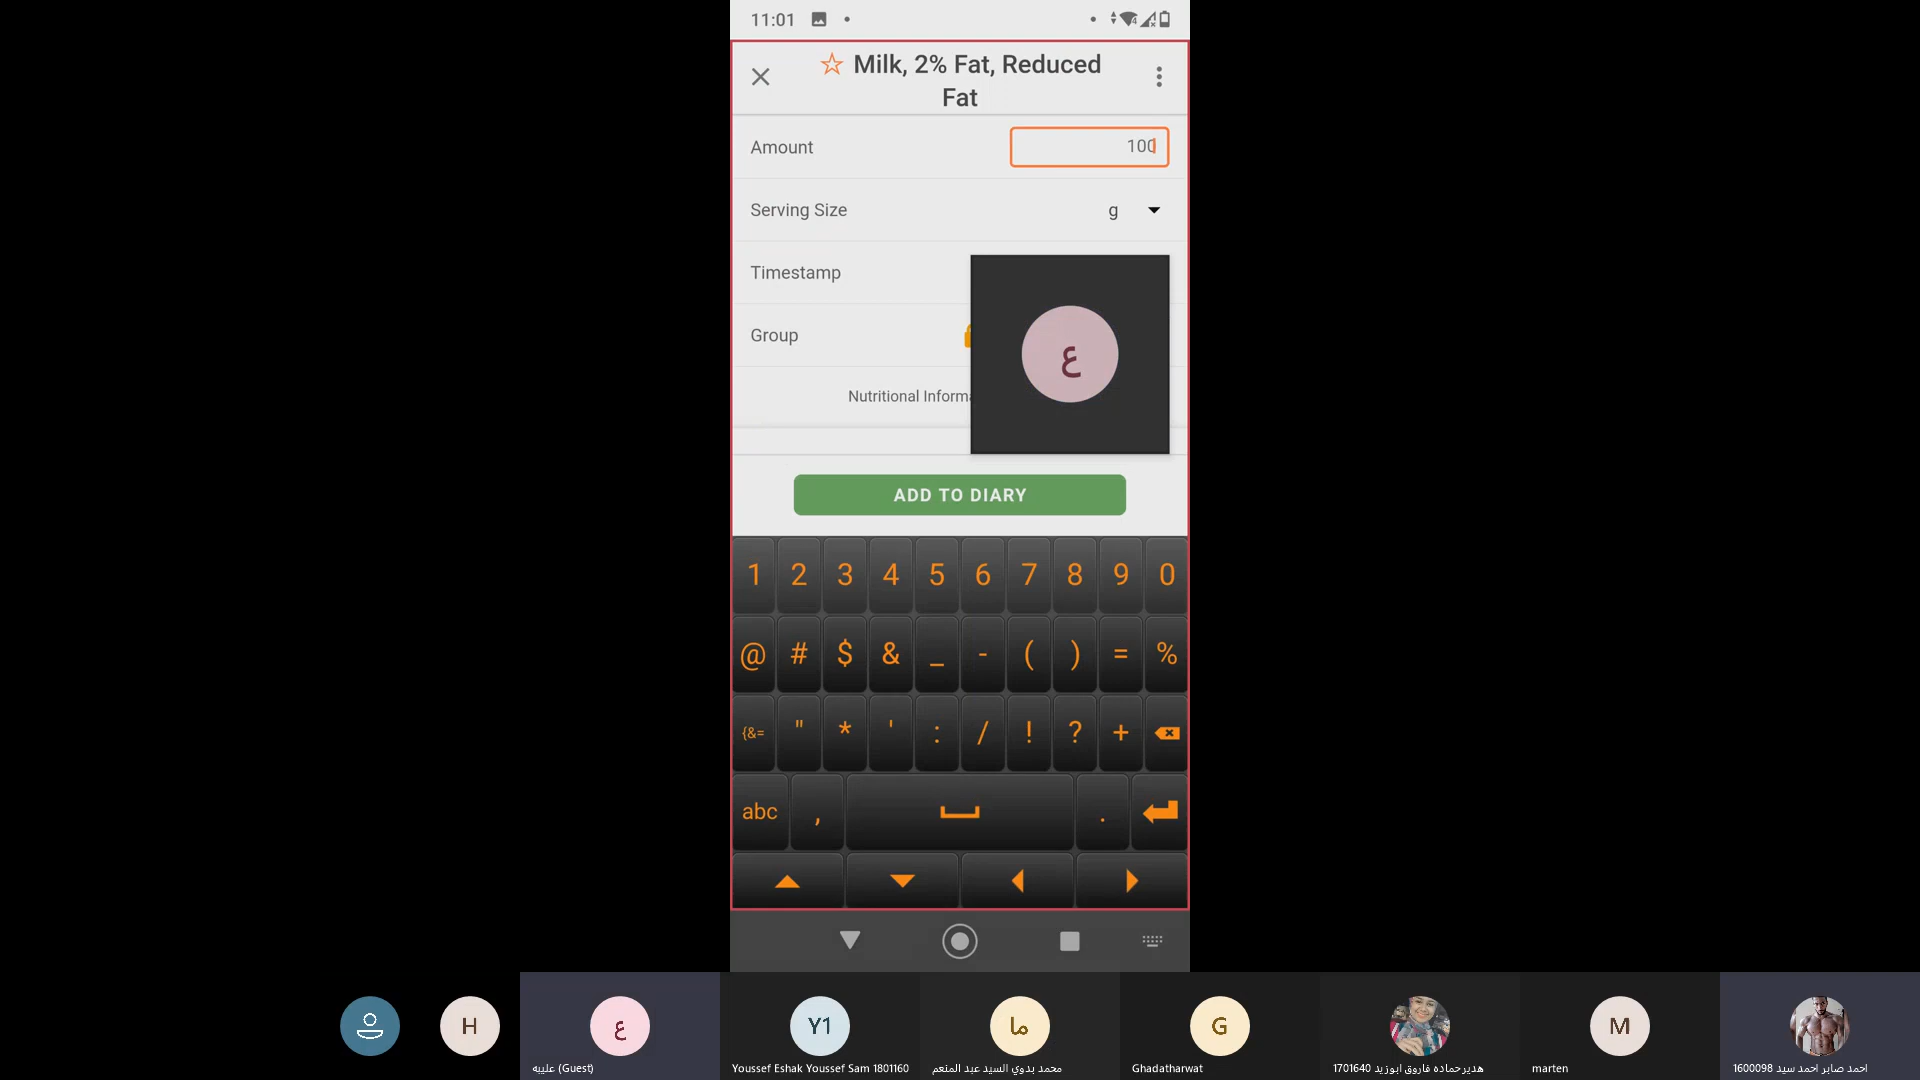 11:01
Milk, 2% Fat, Reduced
Fat
Amount
100
Serving Size
g
Timestamp
Group
ع
Nutritional Informa
ADD TO DIARY
1 2 3 4 5 6 7 8 9 0
@ # $ & _ - ( ) = %
{&= " * ' : / ! ? +
abc , .
H
ع
Y1
ما
G
M
عليبه (Guest)
Youssef Eshak Youssef Sam 1801160
محمد بدوي السيد عبد المنعم
Ghadatharwat
هديرحماده فاروق ابوزيد 1701640
marten
احمد صابر احمد سيد 1600098